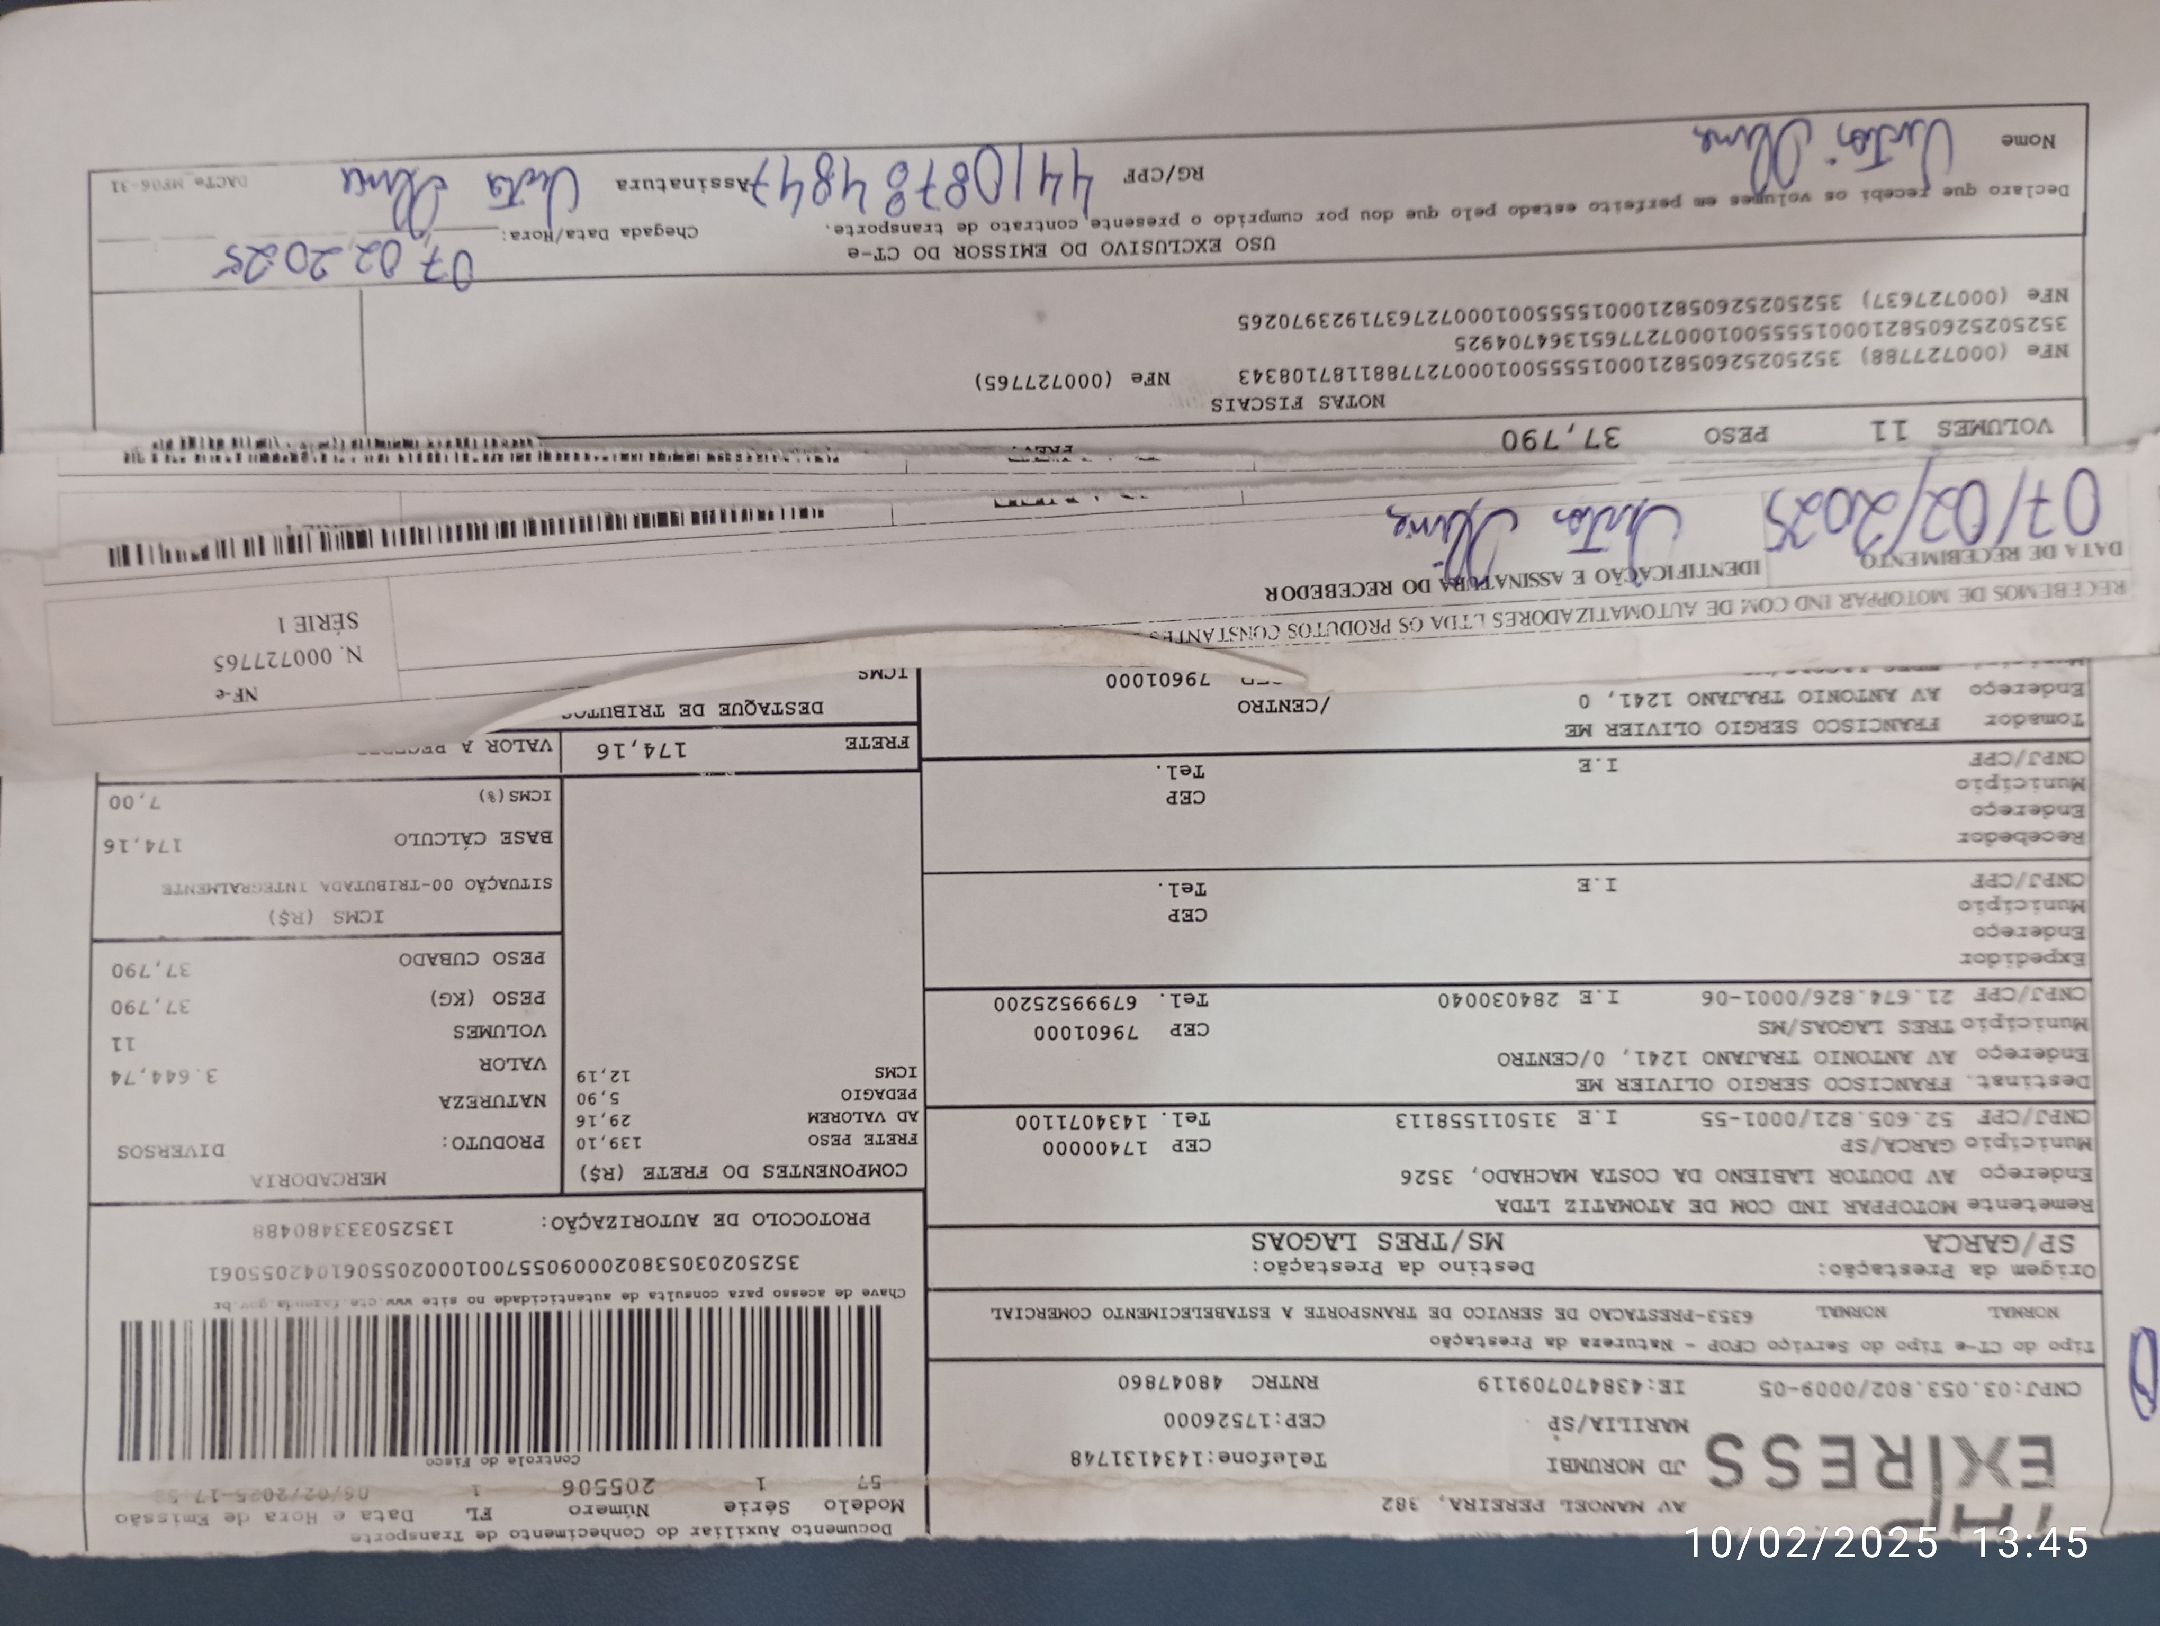 Documento Auxiliar do Conhecimento de Transporte
Modelo Série Número FL Data e Hora de Emissão
57 1 205506 1 06/02/2025-17
Controle do Fisco
Chave de acesso para consulta de autenticidade no site www.cte.fazenda.gov.br
35250203053802000905570010002055061042055061
PROTOCOLO DE AUTORIZAÇÃO: 135250333480488
EXPRESS
AV MANOEL PEREIRA, 382
JD MORUMBI Telefone:1434131748
MARILIA/SP CEP:17526000
CNPJ:03.053.802/0009-05 IE:438470709119 RNTRC 48047860
Tipo do CT-e Tipo do Serviço CFOP - Natureza da Prestação
NORMAL NORMAL 6353-PRESTACAO DE SERVICO DE TRANSPORTE A ESTABELECIMENTO COMERCIAL
Origem da Prestação: Destino da Prestação:
SP/GARCA MS/TRES LAGOAS
Remetente MOTOPPAR IND COM DE ATOMATIZ LTDA
Endereço AV DOUTOR LABIENO DA COSTA MACHADO, 3526
Município GARCA/SP CEP 17400000
CNPJ/CPF 52.605.821/0001-55 I.E 315011558113 Tel. 1434071100
Destinat. FRANCISCO SERGIO OLIVIER ME
Endereço AV ANTONIO TRAJANO 1241, 0/CENTRO
Município TRES LAGOAS/MS CEP 79601000
CNPJ/CPF 21.674.826/0001-06 I.E 284030040 Tel. 67999525200
Expedidor
Endereço
Município CEP
CNPJ/CPF I.E Tel.
Recebedor
Endereço
Município CEP
CNPJ/CPF I.E Tel.
Tomador FRANCISCO SERGIO OLIVIER ME
Endereço AV ANTONIO TRAJANO 1241, 0 /CENTRO
79601000
COMPONENTES DO FRETE (R$)
FRETE PESO 139,10
AD VALOREM 29,16
PEDAGIO 5,90
ICMS 12,19
MERCADORIA
PRODUTO: DIVERSOS
NATUREZA
VALOR 3.644,74
VOLUMES 11
PESO (KG) 37,790
PESO CUBADO 37,790
ICMS (R$)
SITUAÇÃO 00-TRIBUTADA INTEGRALMENTE
BASE CÁLCULO 174,16
ICMS(%) 7,00
FRETE 174,16 VALOR A
DESTAQUE DE TRIBUTOS
ICMS
RECEBEMOS DE MOTOPPAR IND COM DE AUTOMATIZADORES LTDA OS PRODUTOS CONSTANTES
DATA DE RECEBIMENTO IDENTIFICAÇÃO E ASSINATURA DO RECEBEDOR
07/02/2025
NF-e
N. 000727765
SÉRIE 1
VOLUMES 11 PESO 37,790
PREV.
NOTAS FISCAIS
NFe (000727788) 35250252605821000155550010007277881187108343 NFe (000727765)
35250252605821000155550010007277651364704925
NFe (000727637) 35250252605821000155550010007276371923970265
USO EXCLUSIVO DO EMISSOR DO CT-e
Declaro que recebi os volumes em perfeito estado pelo que dou por cumprido o presente contrato de transporte.
Chegada Data/Hora: 07,02,2025
Nome RG/CPF 44108784847 Assinatura
DACTe_MF06-31
10/02/2025 13:45